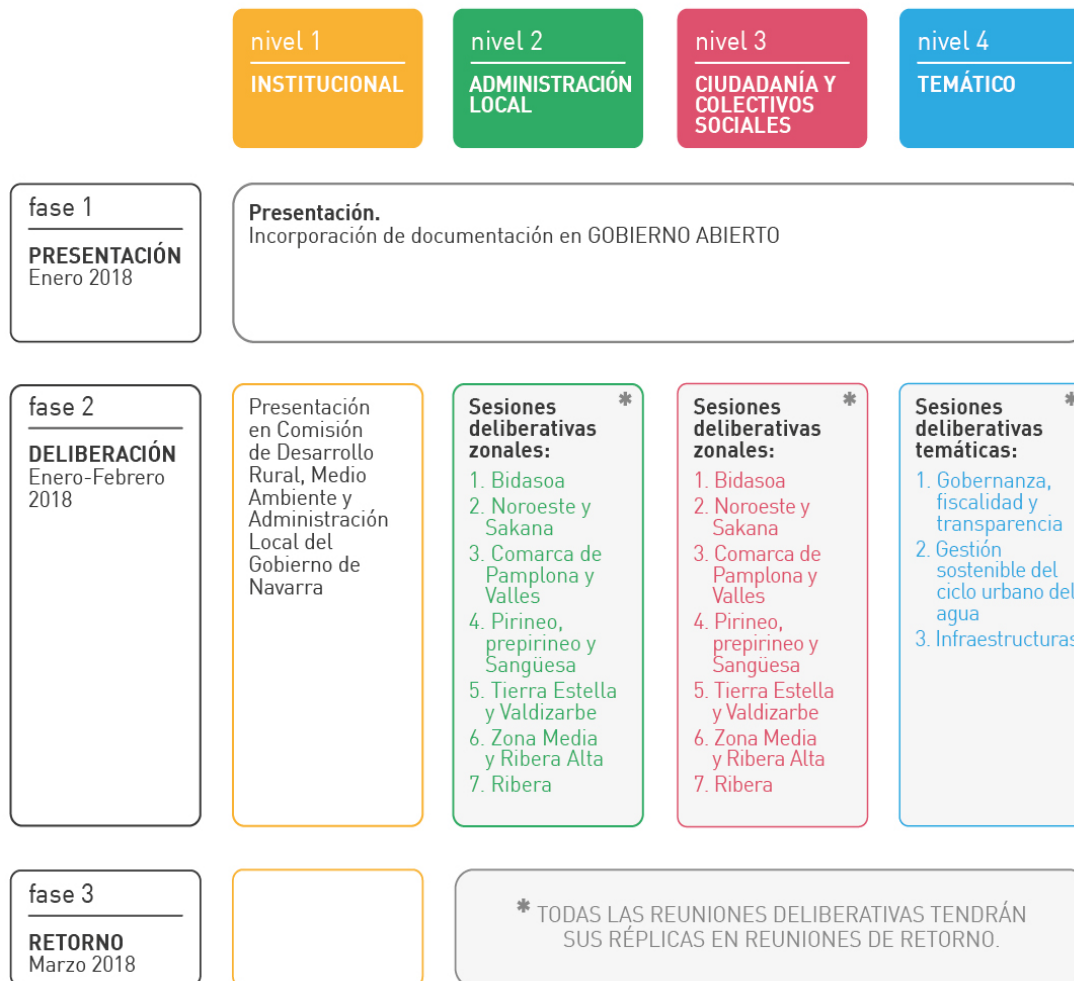 nivel 1
INSTITUCIONAL
nivel 2
ADMINISTRACIÓN
LOCAL
nivel 3
CIUDADANÍA Y
COLECTIVOS
SOCIALES
nivel 4
TEMÁTICO
fase 1
PRESENTACIÓN
Enero 2018
Presentación.
Incorporación de documentación en GOBIERNO ABIERTO
fase 2
DELIBERACIÓN
Enero-Febrero
2018
Presentación
en Comisión
de Desarrollo
Rural, Medio
Ambiente y
Administración
Local del
Gobierno de
Navarra
Sesiones *
deliberativas
zonales:
1. Bidasoa
2. Noroeste y
Sakana
3. Comarca de
Pamplona y
Valles
4. Pirineo,
prepirineo y
Sangüesa
5. Tierra Estella
y Valdizarbe
6. Zona Media
y Ribera Alta
7. Ribera
Sesiones *
deliberativas
zonales:
1. Bidasoa
2. Noroeste y
Sakana
3. Comarca de
Pamplona y
Valles
4. Pirineo,
prepirineo y
Sangüesa
5. Tierra Estella
y Valdizarbe
6. Zona Media
y Ribera Alta
7. Ribera
Sesiones *
deliberativas
temáticas:
1. Gobernanza,
fiscalidad y
transparencia
2. Gestión
sostenible del
ciclo urbano del
agua
3. Infraestructuras
fase 3
RETORNO
Marzo 2018
* TODAS LAS REUNIONES DELIBERATIVAS TENDRÁN
SUS RÉPLICAS EN REUNIONES DE RETORNO.